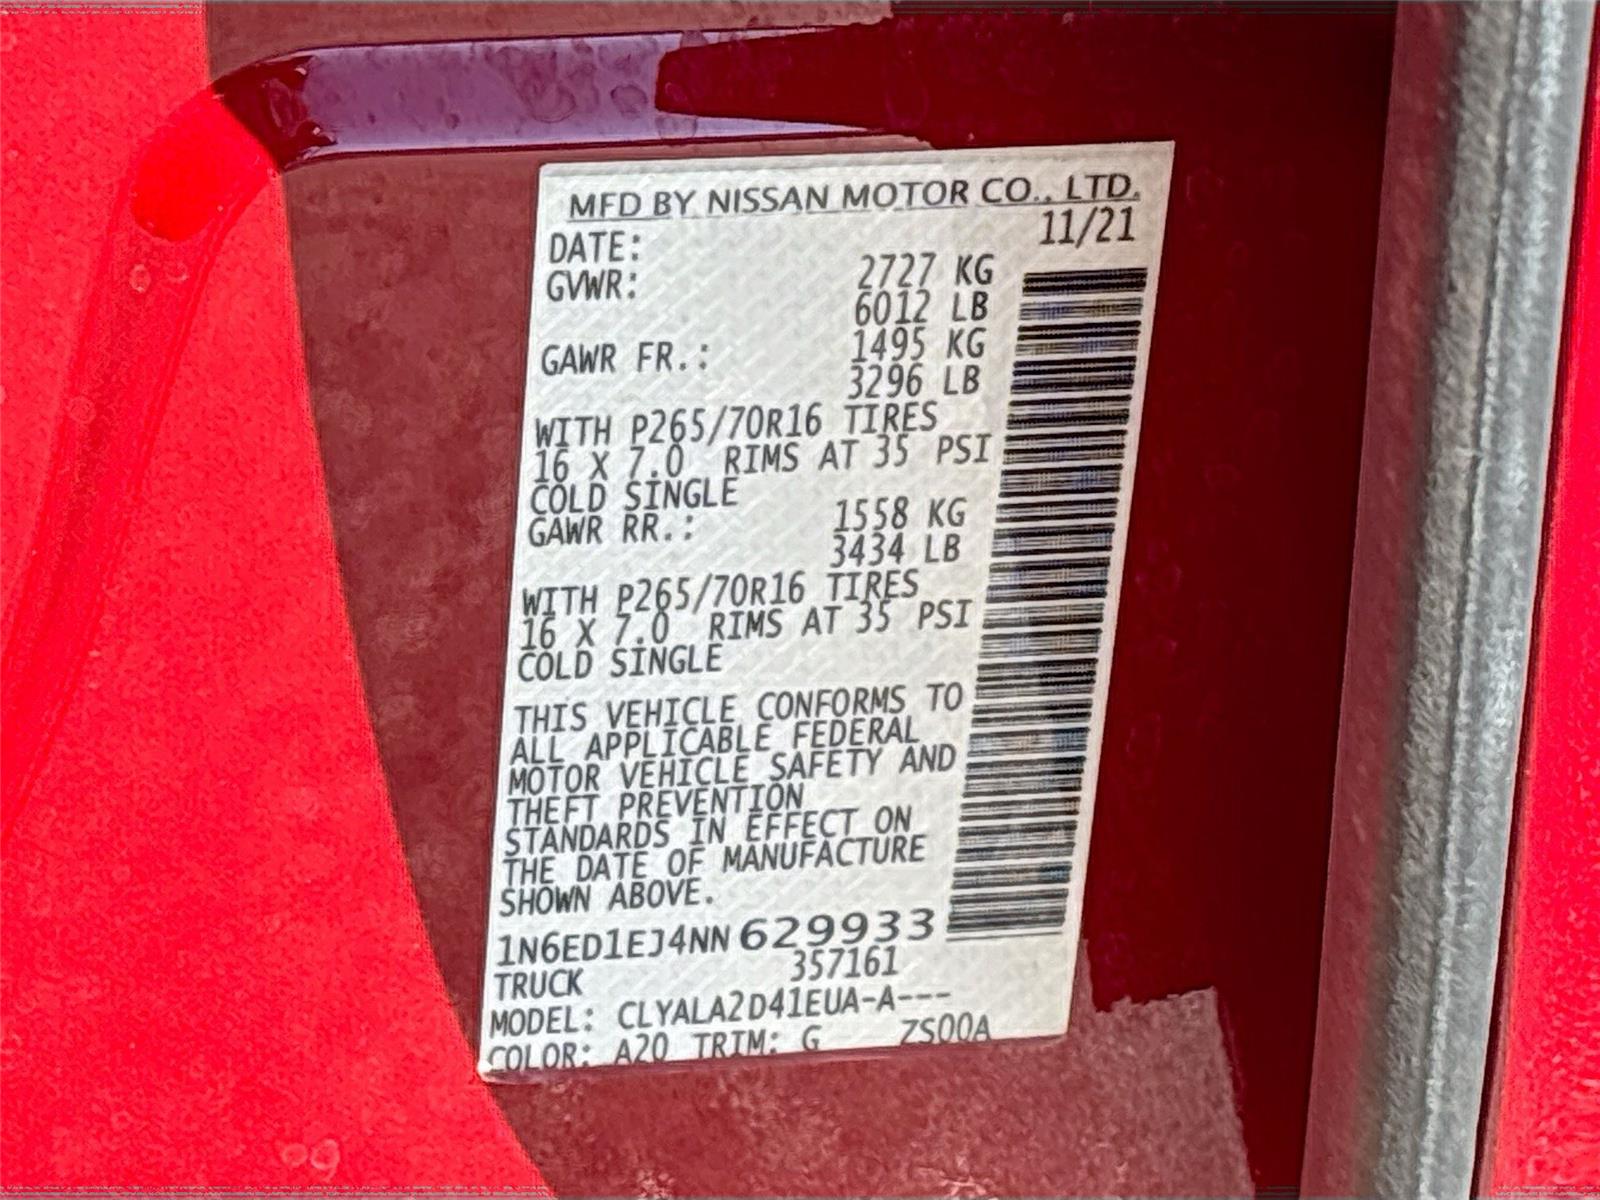 MFD BY NISSAN MOTOR CO., LTD.
DATE: 11/21
GVWR: 2727 KG
6012 LB
GAWR FR.: 1495 KG
3296 LB
WITH P265/70R16 TIRES
16 X 7.0 RIMS AT 35 PSI
COLD SINGLE
GAWR RR.: 1558 KG
3434 LB
WITH P265/70R16 TIRES
16 X 7.0 RIMS AT 35 PSI
COLD SINGLE
THIS VEHICLE CONFORMS TO
ALL APPLICABLE FEDERAL
MOTOR VEHICLE SAFETY AND
THEFT PREVENTION
STANDARDS IN EFFECT ON
THE DATE OF MANUFACTURE
SHOWN ABOVE.
1N6ED1EJ4NN629933
TRUCK 357161
MODEL: CLYALA2D41EUA-A---
COLOR: A20 TRIM: G ZS00A